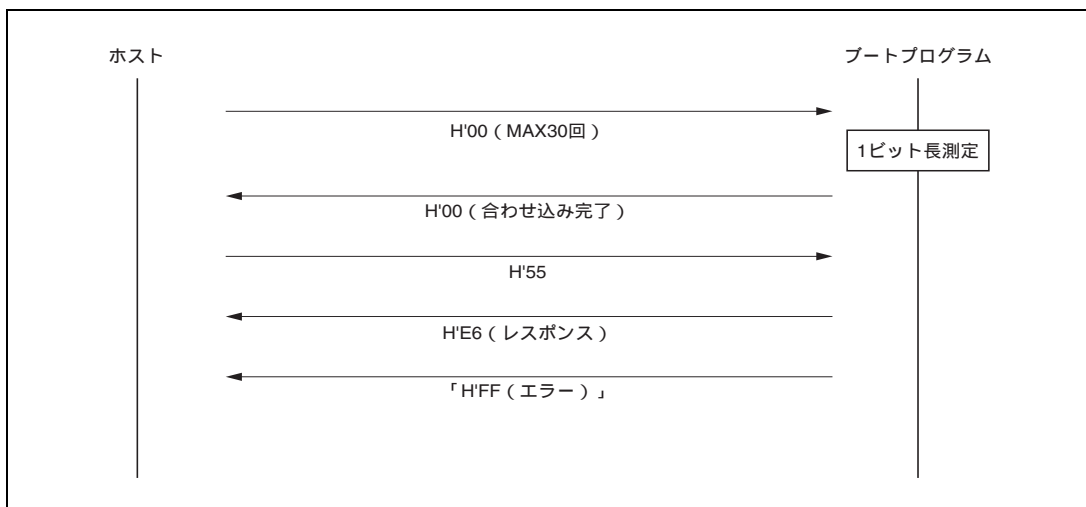 ホスト
ブートプログラム
H'00（MAX30回）
1ビット長測定
H'00（合わせ込み完了）
H'55
H'E6（レスポンス）
「H'FF（エラー）」